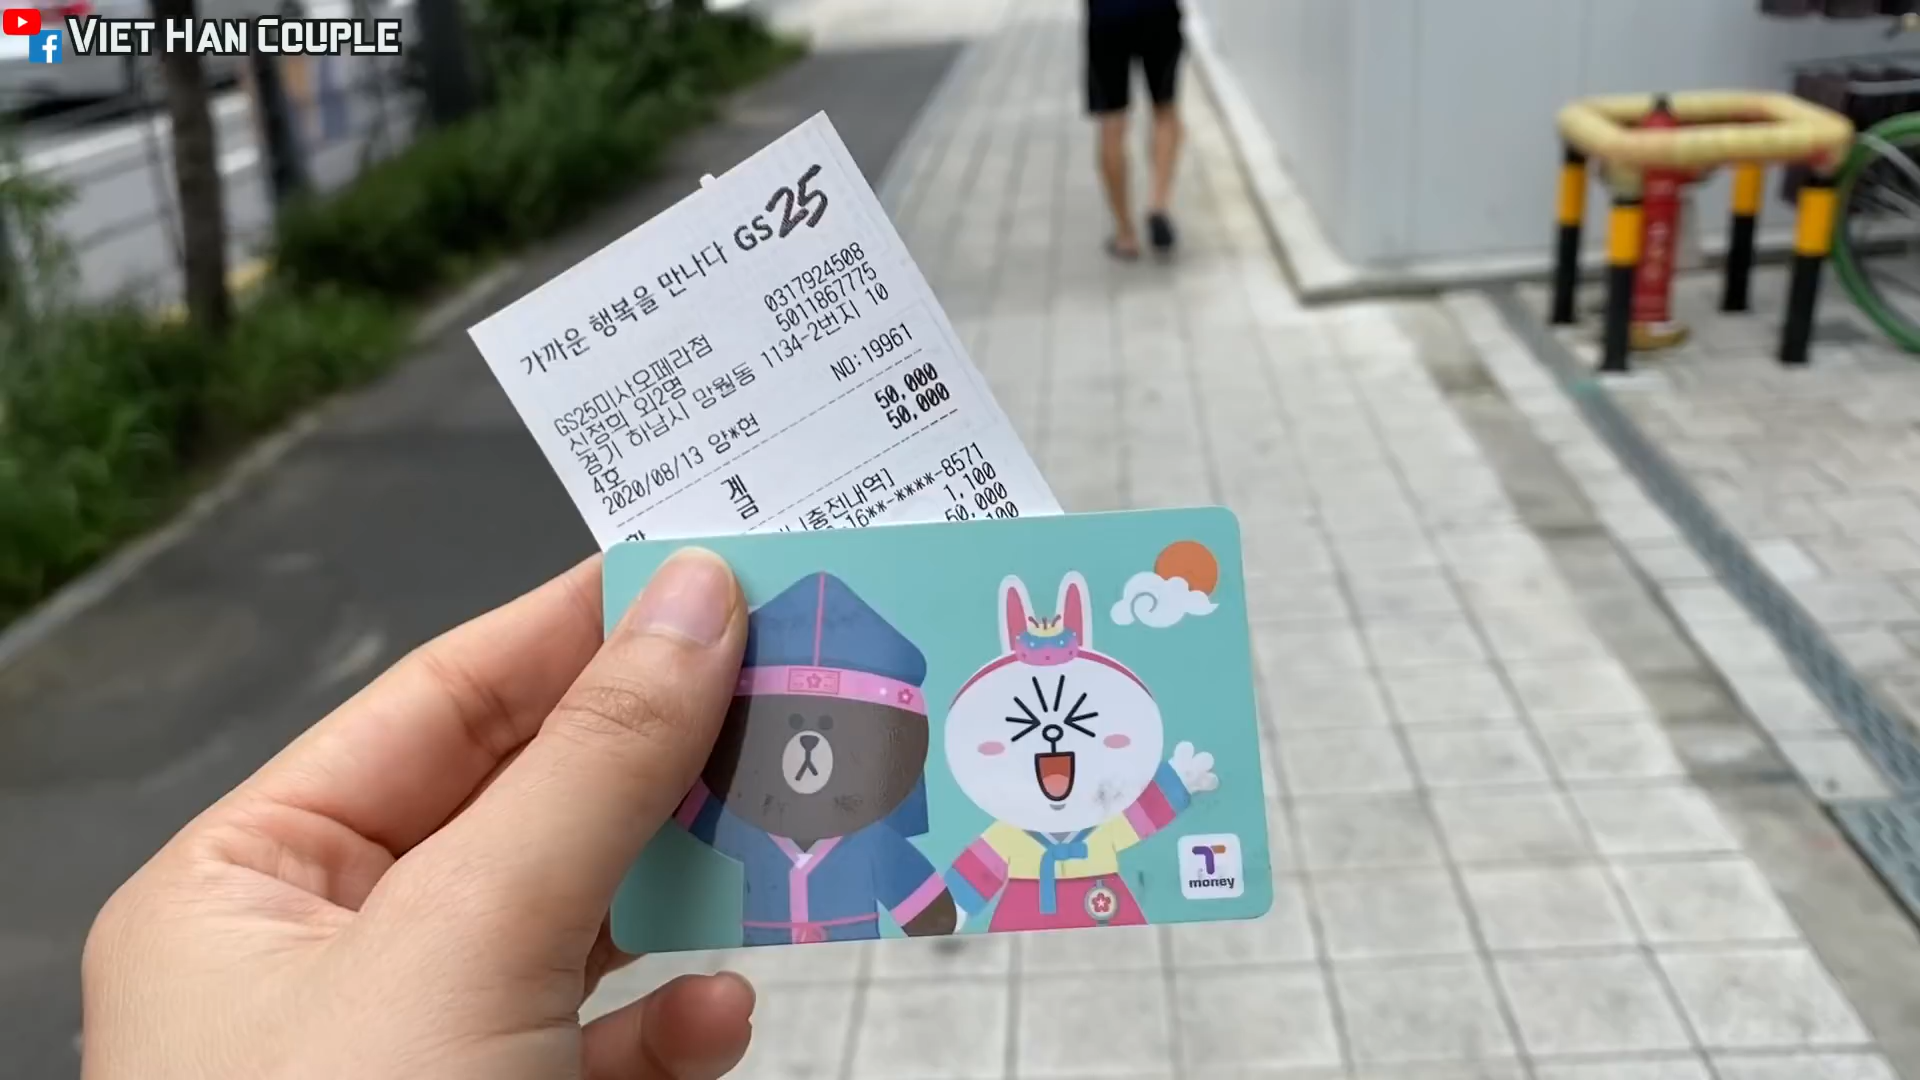 VIET HAN COUPLE
가까운 행복을 만나다 GS25
GS25미사오페라점 0317924508
신정희 외2명 5011867775
경기 하남시 망월동 1134-2번지 10
4호
2020/08/13 양*현 NO:19961
계 50,000
금 50,000
충전내역]
16**-****-8571
1,100
50,000
100
T
money